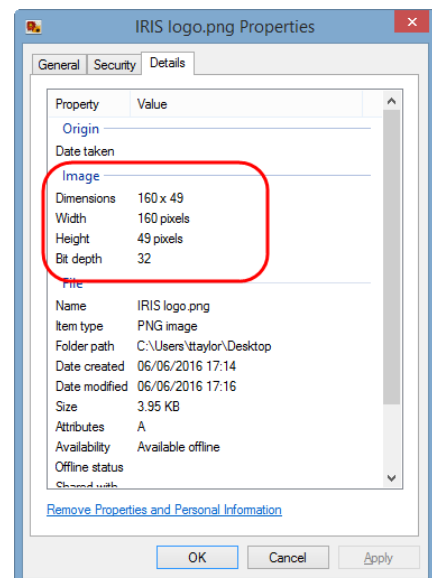 IRIS logo.png Properties
General Security Details
Property Value
Origin
Date taken
Image
Dimensions 160 x 49
Width 160 pixels
Height 49 pixels
Bit depth 32
File
Name IRIS logo.png
Item type PNG image
Folder path C:\Users\ttaylor\Desktop
Date created 06/06/2016 17:14
Date modified 06/06/2016 17:16
Size 3.95 KB
Attributes A
Availability Available offline
Offline status
Shared with
Remove Properties and Personal Information
OK Cancel Apply